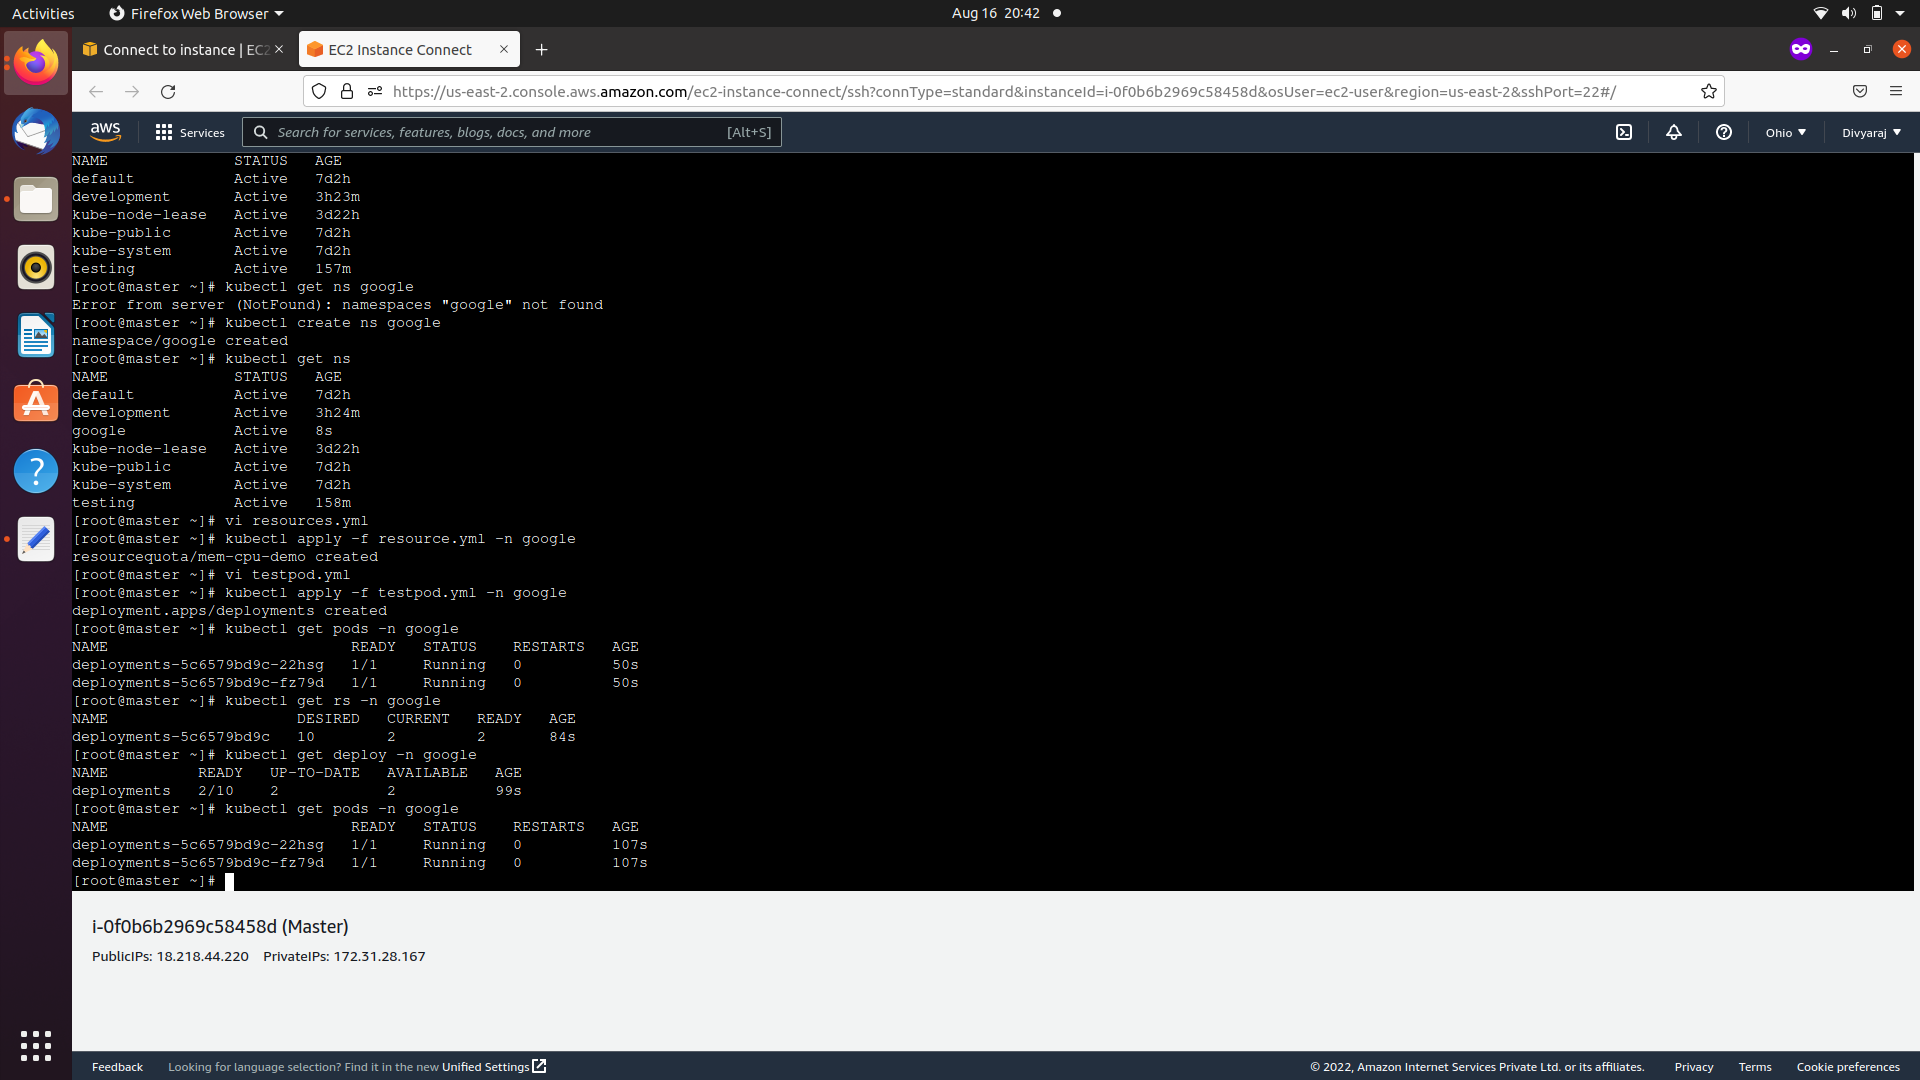 Activities Firefox Web Browser Aug 16 20:42
Connect to instance | EC2 EC2 Instance Connect
https://us-east-2.console.aws.amazon.com/ec2-instance-connect/ssh?connType=standard&instanceId=i-0f0b6b2969c58458d&osUser=ec2-user&region=us-east-2&sshPort=22#/
aws Services Search for services, features, blogs, docs, and more [Alt+S] Ohio Divyaraj
NAME STATUS AGE
default Active 7d2h
development Active 3h23m
kube-node-lease Active 3d22h
kube-public Active 7d2h
kube-system Active 7d2h
testing Active 157m
[root@master ~]# kubectl get ns google
Error from server (NotFound): namespaces "google" not found
[root@master ~]# kubectl create ns google
namespace/google created
[root@master ~]# kubectl get ns
NAME STATUS AGE
default Active 7d2h
development Active 3h24m
google Active 8s
kube-node-lease Active 3d22h
kube-public Active 7d2h
kube-system Active 7d2h
testing Active 158m
[root@master ~]# vi resources.yml
[root@master ~]# kubectl apply -f resource.yml -n google
resourcequota/mem-cpu-demo created
[root@master ~]# vi testpod.yml
[root@master ~]# kubectl apply -f testpod.yml -n google
deployment.apps/deployments created
[root@master ~]# kubectl get pods -n google
NAME READY STATUS RESTARTS AGE
deployments-5c6579bd9c-22hsg 1/1 Running 0 50s
deployments-5c6579bd9c-fz79d 1/1 Running 0 50s
[root@master ~]# kubectl get rs -n google
NAME DESIRED CURRENT READY AGE
deployments-5c6579bd9c 10 2 2 84s
[root@master ~]# kubectl get deploy -n google
NAME READY UP-TO-DATE AVAILABLE AGE
deployments 2/10 2 2 99s
[root@master ~]# kubectl get pods -n google
NAME READY STATUS RESTARTS AGE
deployments-5c6579bd9c-22hsg 1/1 Running 0 107s
deployments-5c6579bd9c-fz79d 1/1 Running 0 107s
[root@master ~]#
i-0f0b6b2969c58458d (Master)
PublicIPs: 18.218.44.220 PrivateIPs: 172.31.28.167
Feedback Looking for language selection? Find it in the new Unified Settings © 2022, Amazon Internet Services Private Ltd. or its affiliates. Privacy Terms Cookie preferences